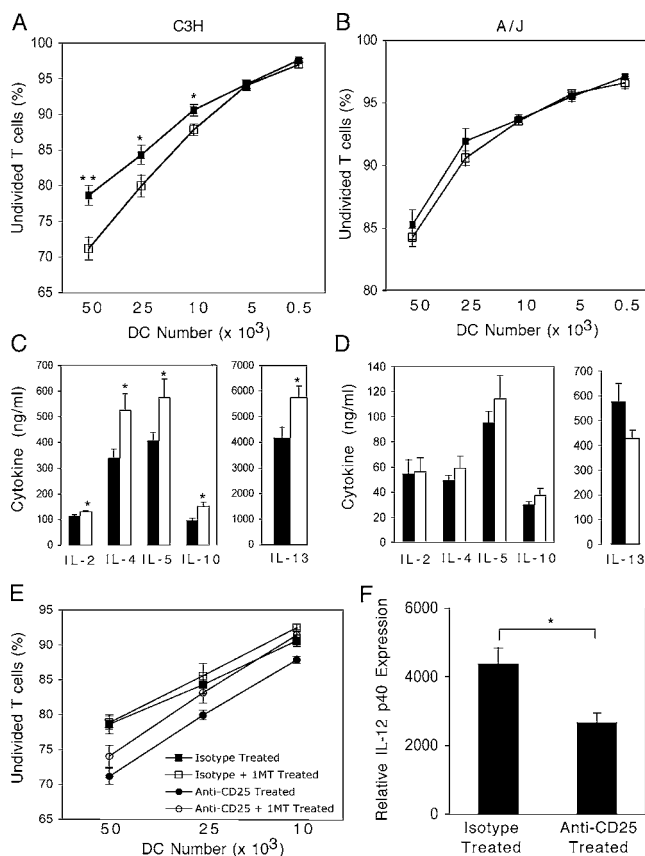 A
C3H
Undivided T cells (%)
100
95
90
85
80
75
70
65
**
*
*
50
25
10
5
0.5
DC Number (x 10³)
B
A/J
Undivided T cells (%)
100
95
90
85
80
50
25
10
5
0.5
DC Number (x 10³)
C
Cytokine (ng/ml)
700
600
500
400
300
200
100
0
*
*
*
*
IL-2
IL-4
IL-5
IL-10
7000
6000
5000
4000
3000
2000
1000
0
*
IL-13
D
Cytokine (ng/ml)
140
120
100
80
60
40
20
0
IL-2
IL-4
IL-5
IL-10
700
600
500
400
300
200
100
0
IL-13
E
Undivided T cells (%)
95
90
85
80
75
70
65
Isotype Treated
Isotype + 1MT Treated
Anti-CD25 Treated
Anti-CD25 + 1MT Treated
50
25
10
DC Number (x 10³)
F
Relative IL-12 p40 Expression
6000
4000
2000
0
*
Isotype
Treated
Anti-CD25
Treated